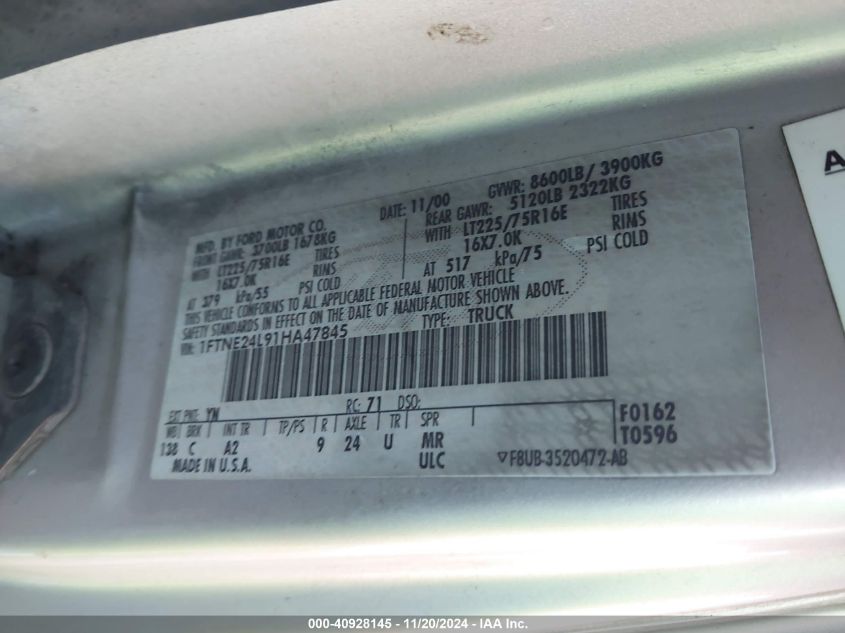 MFD. BY FORD MOTOR CO.
DATE: 11/00
GVWR: 8600LB/ 3900KG
FRONT GAWR: 3700LB 1678KG
REAR GAWR: 5120LB 2322KG
WITH LT225/75R16E TIRES
WITH LT225/75R16E TIRES
16X7.0K RIMS
16X7.0K RIMS
AT 379 kPa/55 PSI COLD
AT 517 kPa/75 PSI COLD
THIS VEHICLE CONFORMS TO ALL APPLICABLE FEDERAL MOTOR VEHICLE
SAFETY STANDARDS IN EFFECT ON THE DATE OF MANUFACTURE SHOWN ABOVE.
VIN: 1FTNE24L91HA47845
TYPE: TRUCK
EXT PNT: YN RC: 71 DSO:
WB BRK INT TR TP/PS R AXLE TR SPR
138 C A2 9 24 U MR
ULC
F0162
T0596
MADE IN U.S.A.
▽F8UB-3520472-AB
A
000-40928145 - 11/20/2024 - IAA Inc.